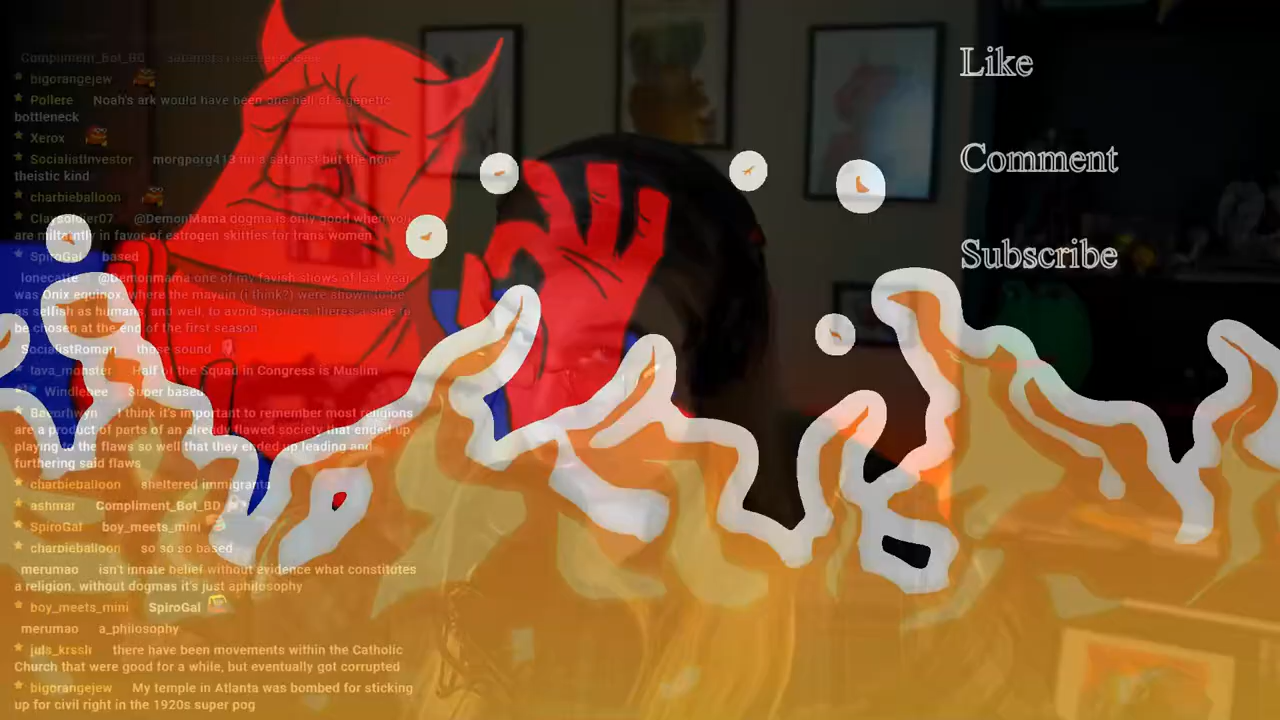 Compliment_Bot_BD
bigorangejew
Pollere Noah's ark would have been one hell of a genetic
bottleneck
Xerox
SocialistInvestor morgporg413 im a satanist but the non-
theistic kind
charbieballoon
Claysoldier07 @DemonMama dogma is only good when you
are militantly in favor of estrogen skittles for trans women
SpiroGal based
lonecatte @demonmama one of my favish shows of last year
was Onix equinox, where the mayain (i think?) were shown to be
as selfish as humans and well, to avoid spoilers. Theres aside to
be chosen at the end of the first season
SocialistRoman those sound
tava_monster Half of the Squad in Congress is Muslim
Windlebee Super based
Bearrhwyn I think it's important to remember most religions
are a product of parts of an already flawed society that ended up
playing to the flaws so well that they ended up leading and
furthering said flaws
charbieballoon sheltered immigrants
ashmar Compliment_Bot_BD
SpiroGal boy_meets_mini
charbieballoon so so so based
merumao isn't innate belief without evidence what constitutes
a religion. without dogmas it's just aphilosophy
boy_meets_mini SpiroGal
merumao a_philosophy
juls_krsslr there have been movements within the Catholic
Church that were good for a while, but eventually got corrupted
bigorangejew My temple in Atlanta was bombed for sticking
up for civil right in the 1920s super pog
Like
Comment
Subscribe